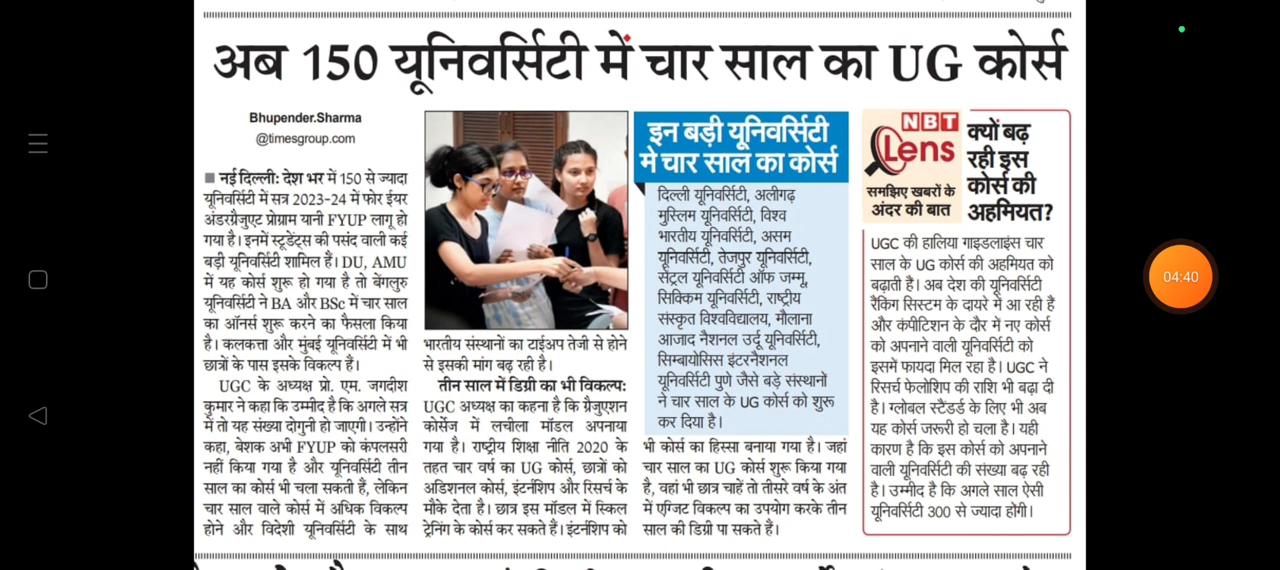 अब 150 यूनिवर्सिटी में चार साल का UG कोर्स
Bhupender.Sharma
@timesgroup.com
■ नई दिल्ली: देश भर में 150 से ज्यादा
यूनिवर्सिटी में सत्र 2023-24 में फोर ईयर
अंडरग्रैजुएट प्रोग्राम यानी FYUP लागू हो
गया है। इनमें स्टूडेंट्स की पसंद वाली कई
बड़ी यूनिवर्सिटी शामिल हैं। DU, AMU
में यह कोर्स शुरू हो गया है तो बेंगलुरु
यूनिवर्सिटी ने BA और BSc में चार साल
का ऑनर्स शुरू करने का फैसला किया
है। कलकत्ता और मुंबई यूनिवर्सिटी में भी
छात्रों के पास इसके विकल्प हैं।
UGC के अध्यक्ष प्रो. एम. जगदीश
कुमार ने कहा कि उम्मीद है कि अगले सत्र
में तो यह संख्या दोगुनी हो जाएगी। उन्होंने
कहा, बेशक अभी FYUP को कंपलसरी
नहीं किया गया है और यूनिवर्सिटी तीन
साल का कोर्स भी चला सकती हैं, लेकिन
चार साल वाले कोर्स में अधिक विकल्प
होने और विदेशी यूनिवर्सिटी के साथ
भारतीय संस्थानों का टाईअप तेजी से होने
से इसकी मांग बढ़ रही है।
तीन साल में डिग्री का भी विकल्प:
UGC अध्यक्ष का कहना है कि ग्रैजुएशन
कोर्सेज में लचीला मॉडल अपनाया
गया है। राष्ट्रीय शिक्षा नीति 2020 के
तहत चार वर्ष का UG कोर्स, छात्रों को
अडिशनल कोर्स, इंटर्नशिप और रिसर्च के
मौके देता है। छात्र इस मॉडल में स्किल
ट्रेनिंग के कोर्स कर सकते हैं। इंटर्नशिप को
इन बड़ी यूनिवर्सिटी
मे चार साल का कोर्स
दिल्ली यूनिवर्सिटी, अलीगढ़
मुस्लिम यूनिवर्सिटी, विश्व
भारतीय यूनिवर्सिटी, असम
यूनिवर्सिटी, तेजपुर यूनिवर्सिटी,
सेंट्रल यूनिवर्सिटी ऑफ जम्मू,
सिक्किम यूनिवर्सिटी, राष्ट्रीय
संस्कृत विश्वविद्यालय, मौलाना
आजाद नैशनल उर्दू यूनिवर्सिटी,
सिम्बायोसिस इंटरनैशनल
यूनिवर्सिटी पुणे जैसे बड़े संस्थानों
ने चार साल के UG कोर्स को शुरू
कर दिया है।
भी कोर्स का हिस्सा बनाया गया है। जहां
चार साल का UG कोर्स शुरू किया गया
है, वहां भी छात्र चाहें तो तीसरे वर्ष के अंत
में एग्जिट विकल्प का उपयोग करके तीन
साल की डिग्री पा सकते हैं।
NBT
Lens
समझिए खबरों के
अंदर की बात
क्यों बढ़
रही इस
कोर्स की
अहमियत?
UGC की हालिया गाइडलाइंस चार
साल के UG कोर्स की अहमियत को
बढ़ाती है। अब देश की यूनिवर्सिटी
रैंकिंग सिस्टम के दायरे में आ रही हैं
और कंपीटिशन के दौर में नए कोर्स
को अपनाने वाली यूनिवर्सिटी को
इसमें फायदा मिल रहा है। UGC ने
रिसर्च फेलोशिप की राशि भी बढ़ा दी
है। ग्लोबल स्टैंडर्ड के लिए भी अब
यह कोर्स जरूरी हो चला है। यही
कारण है कि इस कोर्स को अपनाने
वाली यूनिवर्सिटी की संख्या बढ़ रही
है। उम्मीद है कि अगले साल ऐसी
यूनिवर्सिटी 300 से ज्यादा होंगी।
04:40